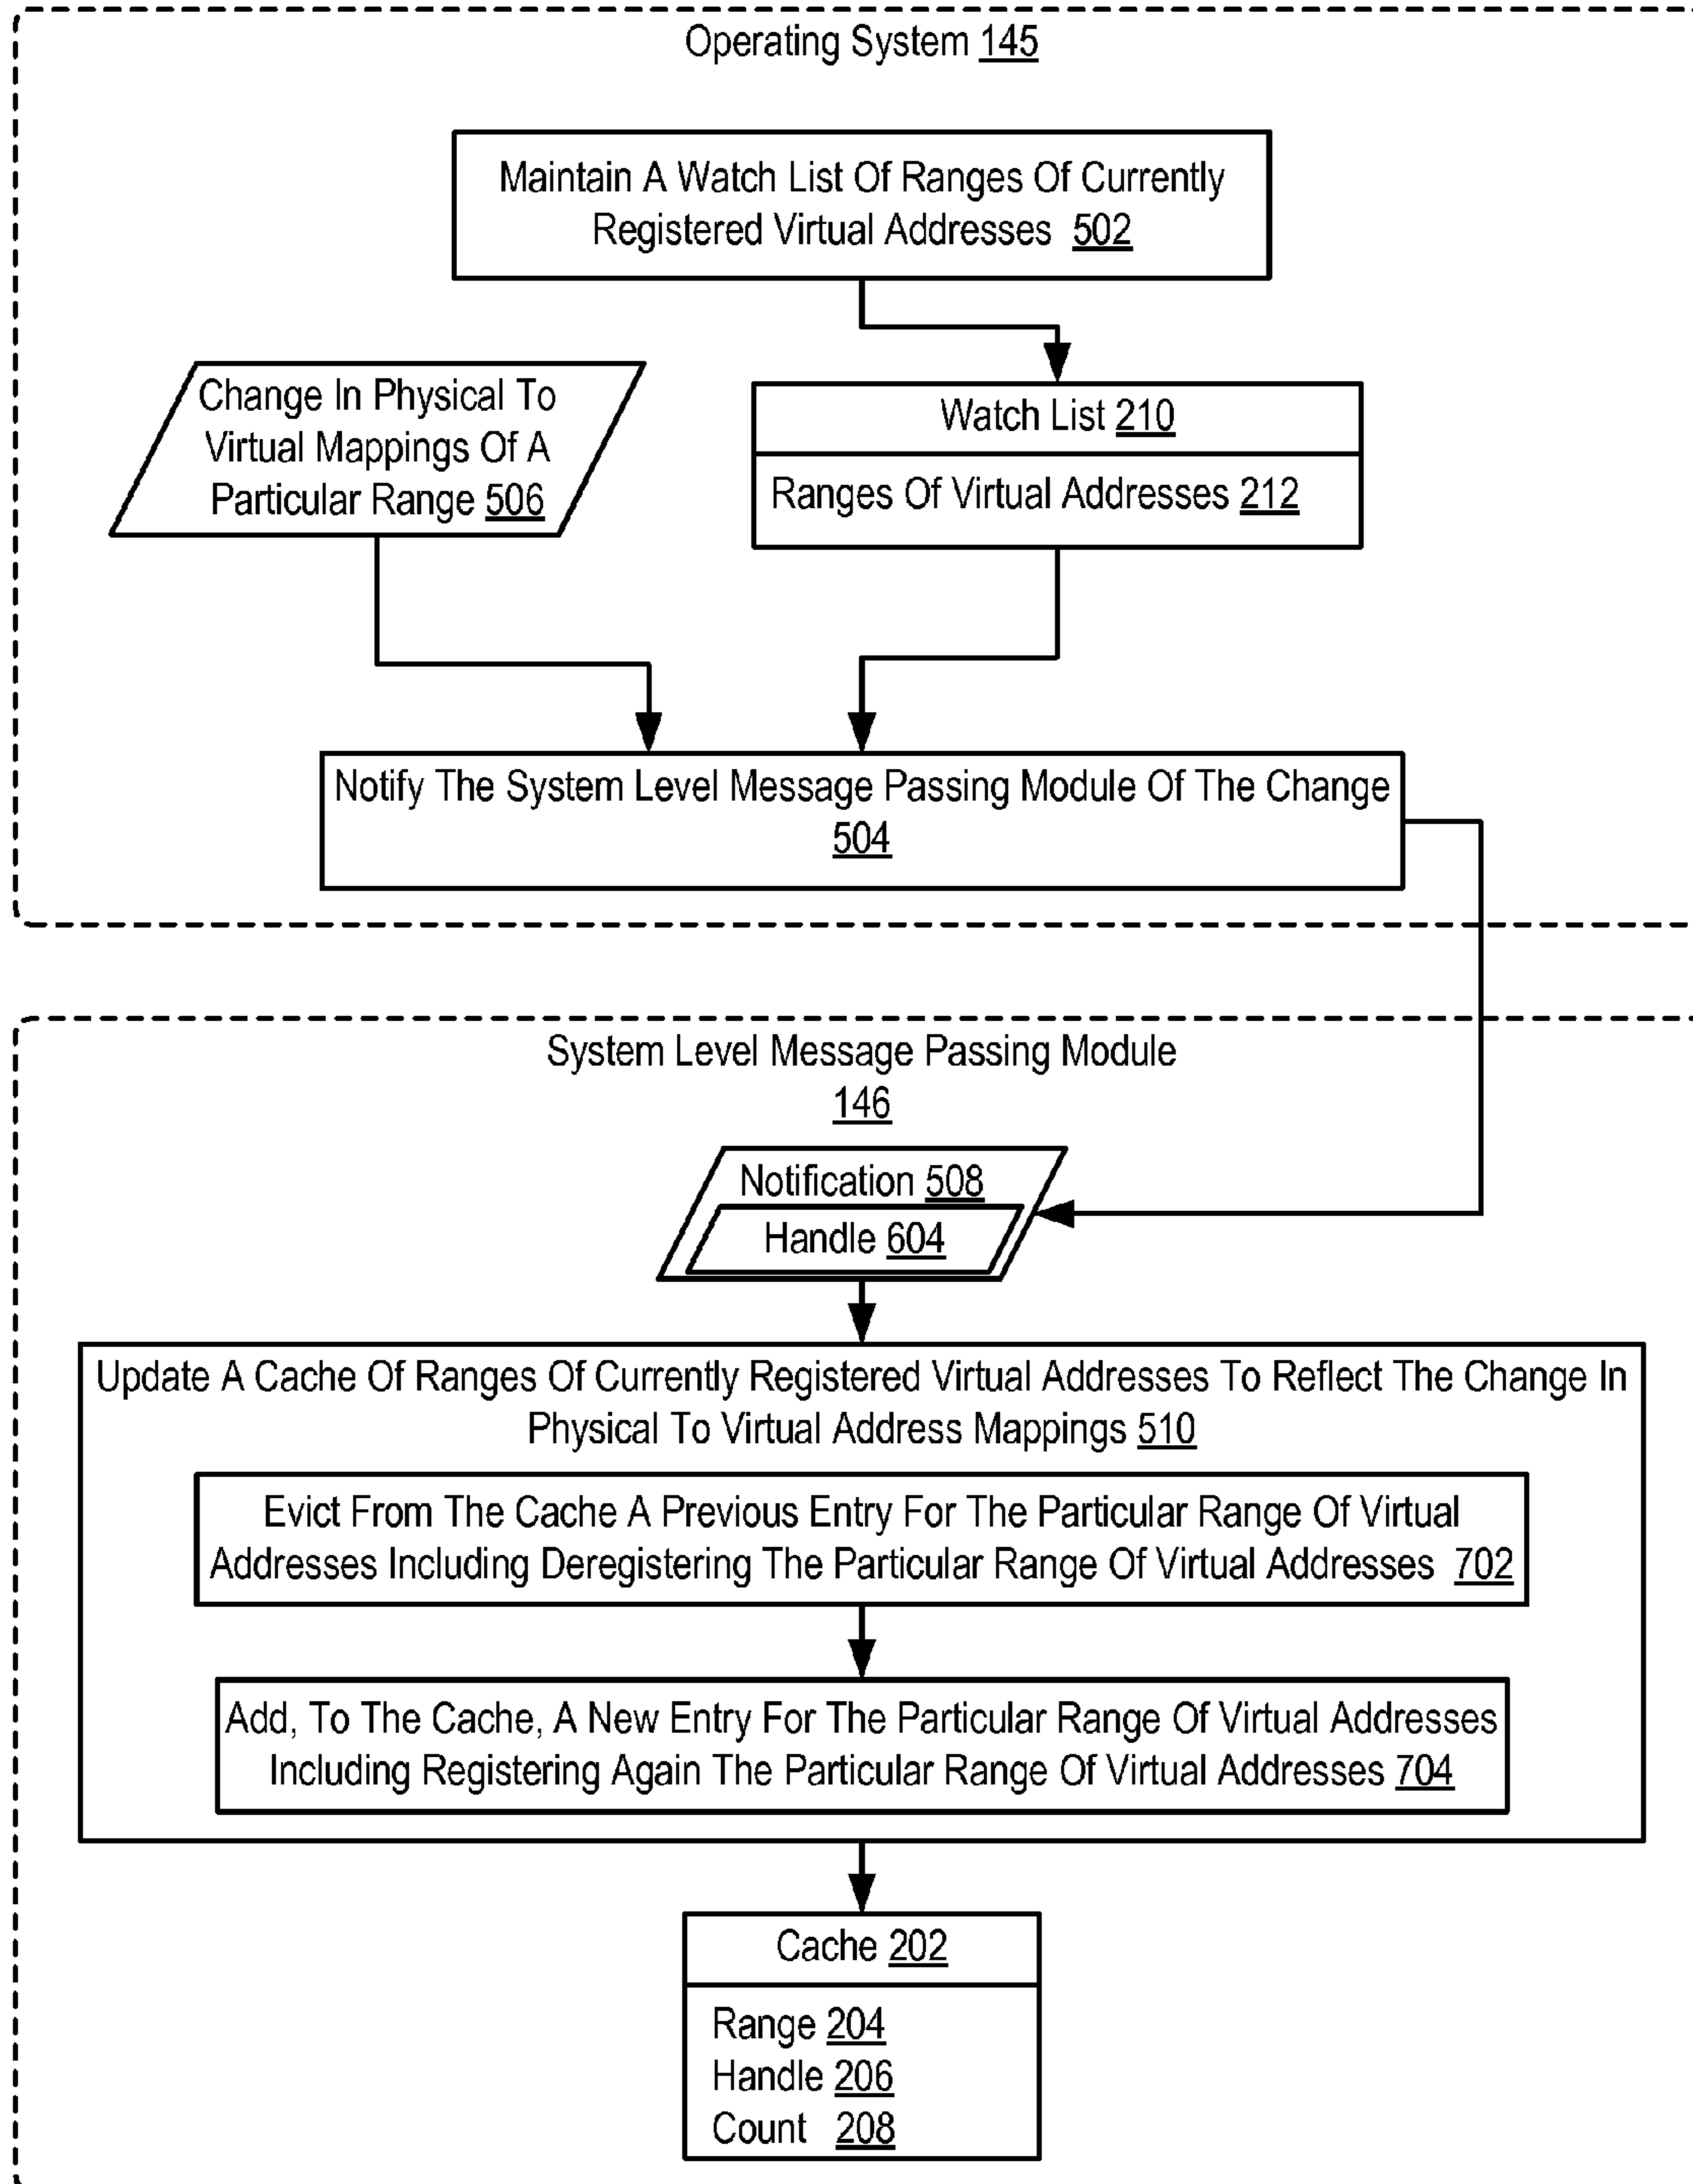 Operating System 145
Maintain A Watch List Of Ranges Of Currently
Registered Virtual Addresses 502
Change In Physical To
Virtual Mappings Of A
Particular Range 506
Watch List 210
Ranges Of Virtual Addresses 212
Notify The System Level Message Passing Module Of The Change
504
System Level Message Passing Module
146
Notification 508
Handle 604
Update A Cache Of Ranges Of Currently Registered Virtual Addresses To Reflect The Change In
Physical To Virtual Address Mappings 510
Evict From The Cache A Previous Entry For The Particular Range Of Virtual
Addresses Including Deregistering The Particular Range Of Virtual Addresses 702
Add, To The Cache, A New Entry For The Particular Range Of Virtual Addresses
Including Registering Again The Particular Range Of Virtual Addresses 704
Cache 202
Range 204
Handle 206
Count 208